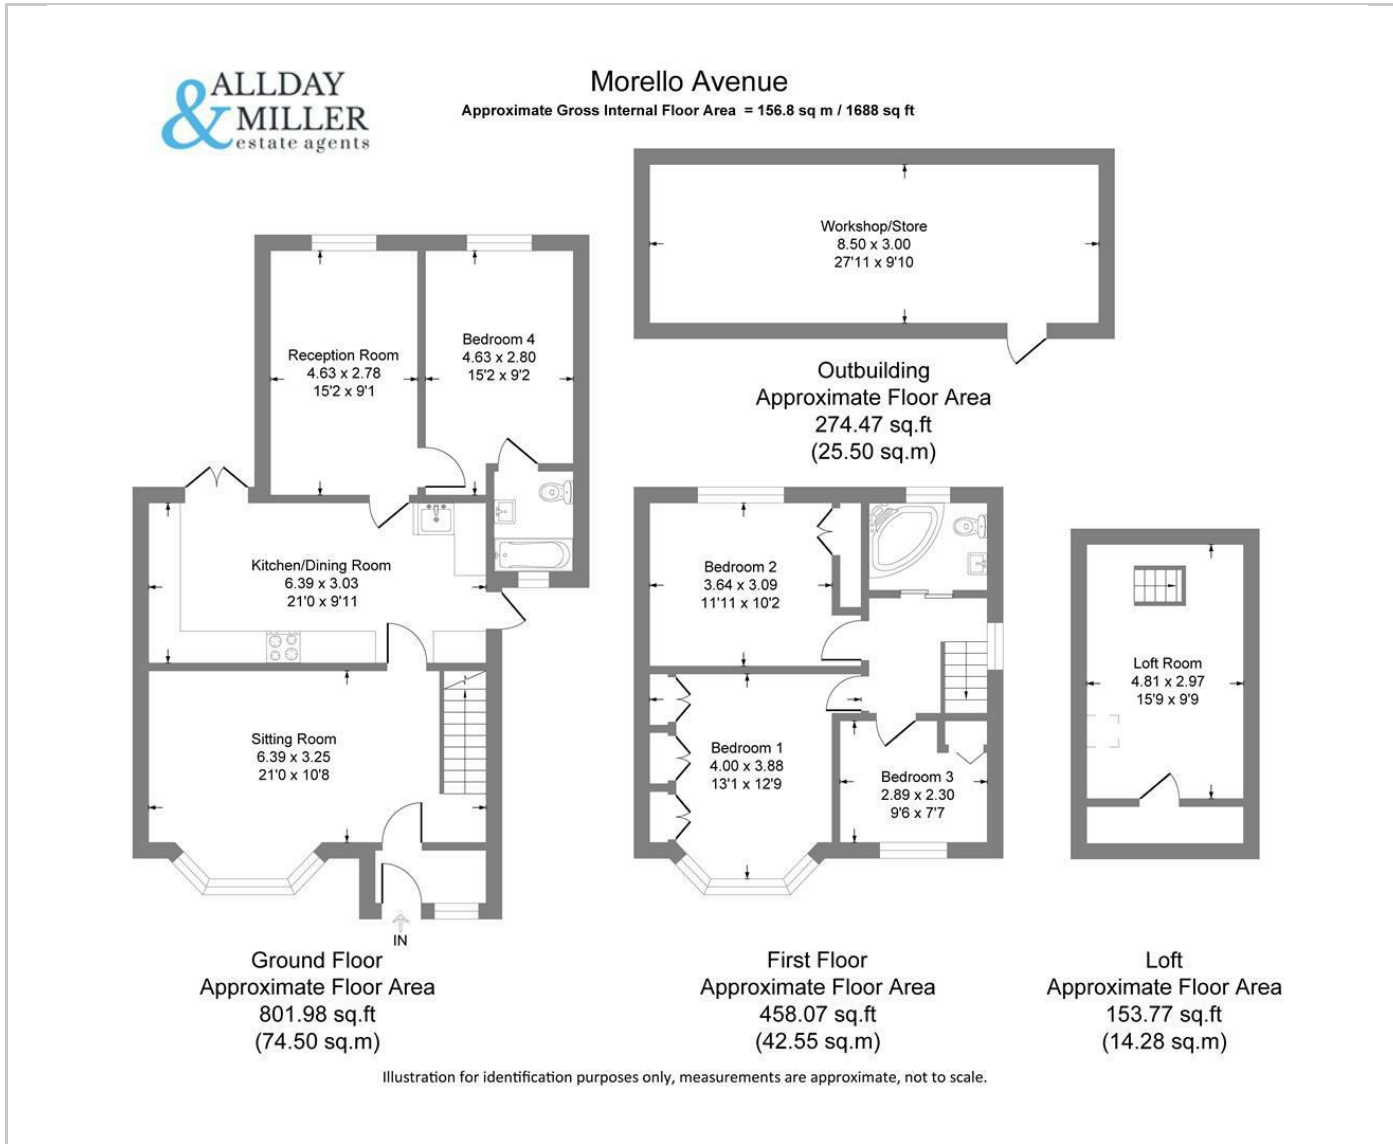 ALLDAY
& MILLER
estate agents
Morello Avenue
Approximate Gross Internal Floor Area = 156.8 sq m / 1688 sq ft
Workshop/Store
8.50 x 3.00
27'11 x 9'10
Outbuilding
Approximate Floor Area
274.47 sq.ft
(25.50 sq.m)
Reception Room
4.63 x 2.78
15'2 x 9'1
Bedroom 4
4.63 x 2.80
15'2 x 9'2
Kitchen/Dining Room
6.39 x 3.03
21'0 x 9'11
Sitting Room
6.39 x 3.25
21'0 x 10'8
IN
Ground Floor
Approximate Floor Area
801.98 sq.ft
(74.50 sq.m)
Bedroom 2
3.64 x 3.09
11'11 x 10'2
Bedroom 1
4.00 x 3.88
13'1 x 12'9
Bedroom 3
2.89 x 2.30
9'6 x 7'7
First Floor
Approximate Floor Area
458.07 sq.ft
(42.55 sq.m)
Loft Room
4.81 x 2.97
15'9 x 9'9
Loft
Approximate Floor Area
153.77 sq.ft
(14.28 sq.m)
Illustration for identification purposes only, measurements are approximate, not to scale.